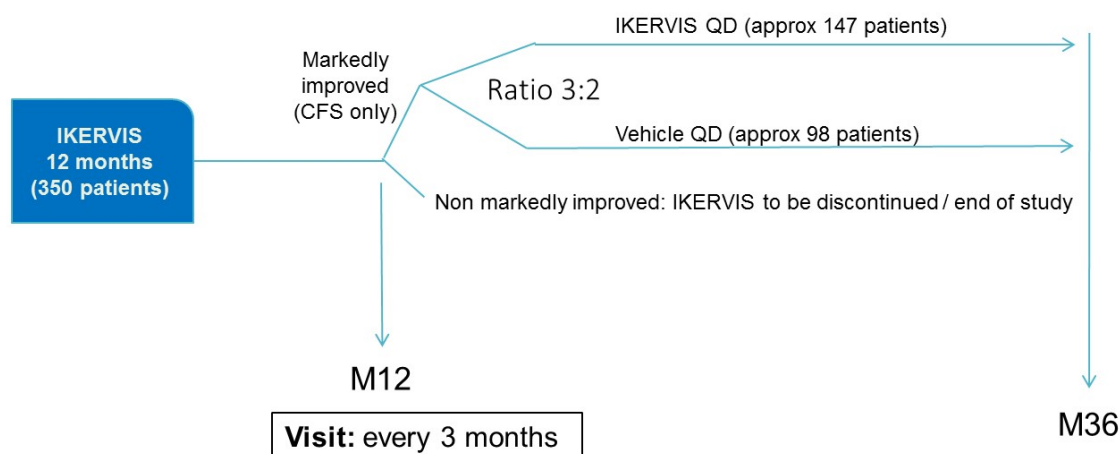 IKERVIS
12 months
(350 patients)
Markedly
improved
(CFS only)
IKERVIS QD (approx 147 patients)
Ratio 3:2
Vehicle QD (approx 98 patients)
Non markedly improved: IKERVIS to be discontinued / end of study
M12
Visit: every 3 months
M36